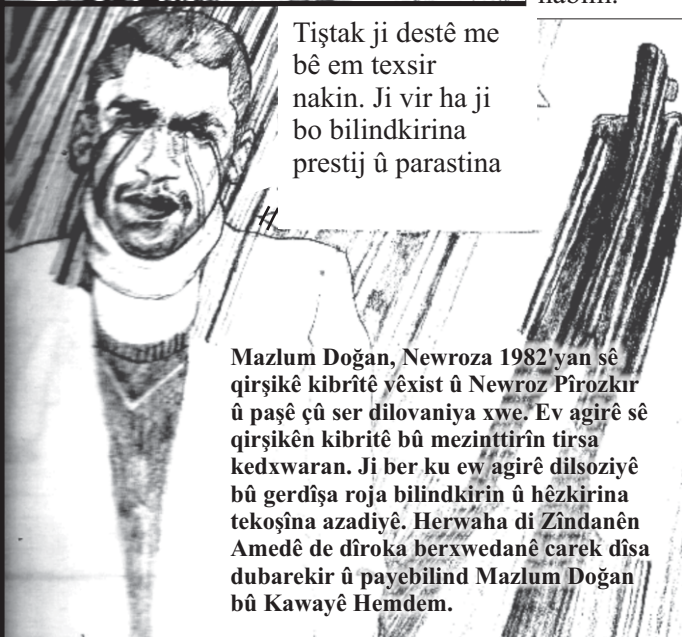 Tiştak ji destê me
bê em texsir
nakin. Ji vir ha ji
bo bilindkirina
prestij û parastina
Mazlum Doğan, Newroza 1982'yan sê
qirşikê kibrîtê vêxist û Newroz Pîrozkır
û paşê çû ser dilovaniya xwe. Ev agirê sê
qirşikên kibritê bû mezinttirîn tirsa
kedxwaran. Ji ber ku ew agirê dilsoziyê
bû gerdîşa roja bilindkirin û hêzkirina
tekoşîna azadiyê. Herwaha di Zîndanên
Amedê de dîroka berxwedanê carek dîsa
dubarekir û payebilind Mazlum Doğan
bû Kawayê Hemdem.